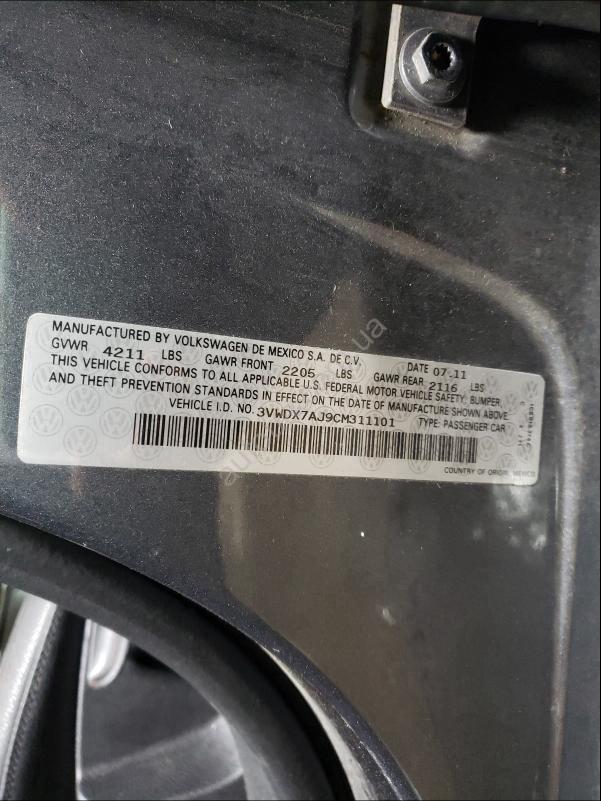 MANUFACTURED BY VOLKSWAGEN DE MEXICO S.A. DE C.V. DATE 07.11
GVWR 4211 LBS GAWR FRONT 2205 LBS GAWR REAR 2116 LBS
THIS VEHICLE CONFORMS TO ALL APPLICABLE U.S. FEDERAL MOTOR VEHICLE SAFETY, BUMPER,
AND THEFT PREVENTION STANDARDS IN EFFECT ON THE DATE OF MANUFACTURE SHOWN ABOVE.
VEHICLE I.D. NO. 3VWDX7AJ9CM311101 TYPE: PASSENGER CAR
COUNTRY OF ORIGIN: MEXICO